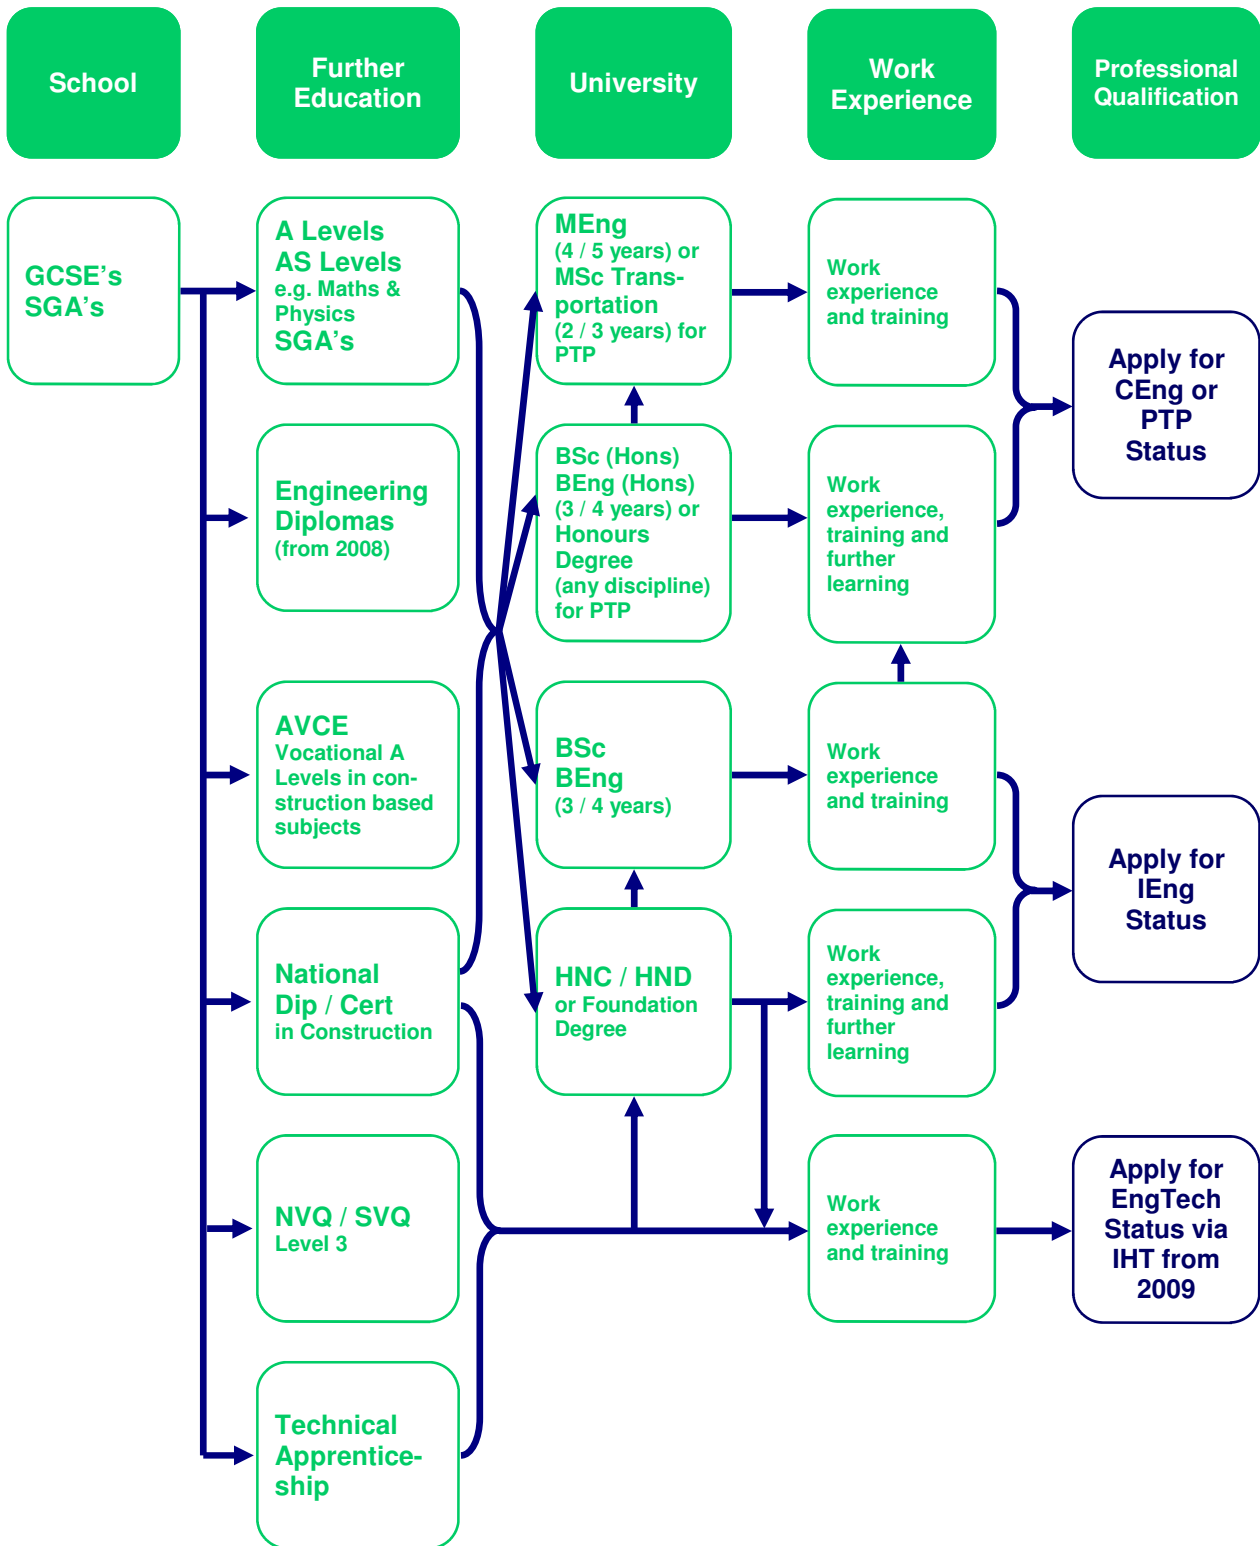 School
Further
Education
University
Work
Experience
Professional
Qualification
GCSE’s
SGA’s
A Levels
AS Levels
e.g. Maths &
Physics
SGA’s
MEng
(4 / 5 years) or
MSc Trans-
portation
(2 / 3 years) for
PTP
Work
experience
and training
Apply for
CEng or
PTP
Status
Engineering
Diplomas
(from 2008)
BSc (Hons)
BEng (Hons)
(3 / 4 years) or
Honours
Degree
(any discipline)
for PTP
Work
experience,
training and
further
learning
AVCE
Vocational A
Levels in con-
struction based
subjects
BSc
BEng
(3 / 4 years)
Work
experience
and training
Apply for
IEng
Status
National
Dip / Cert
in Construction
HNC / HND
or Foundation
Degree
Work
experience,
training and
further
learning
NVQ / SVQ
Level 3
Work
experience
and training
Apply for
EngTech
Status via
IHT from
2009
Technical
Apprentice-
ship